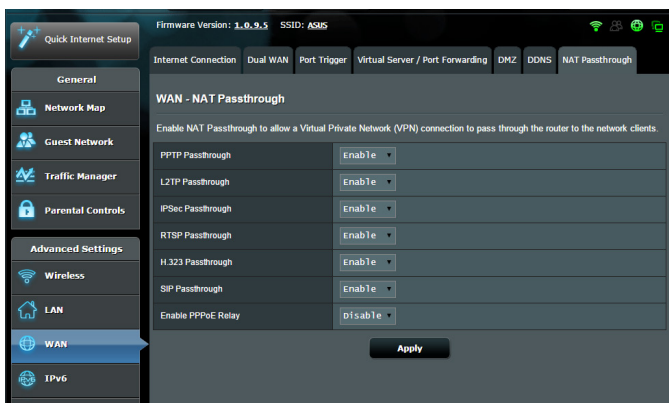 Firmware Version: 1.0.9.5 SSID: ASUS
Quick Internet Setup
General
Network Map
Guest Network
Traffic Manager
Parental Controls
Advanced Settings
Wireless
LAN
WAN
IPv6
Internet Connection Dual WAN Port Trigger Virtual Server / Port Forwarding DMZ DDNS NAT Passthrough
WAN - NAT Passthrough
Enable NAT Passthrough to allow a Virtual Private Network (VPN) connection to pass through the router to the network clients.
PPTP Passthrough Enable
L2TP Passthrough Enable
IPSec Passthrough Enable
RTSP Passthrough Enable
H.323 Passthrough Enable
SIP Passthrough Enable
Enable PPPoE Relay Disable
Apply